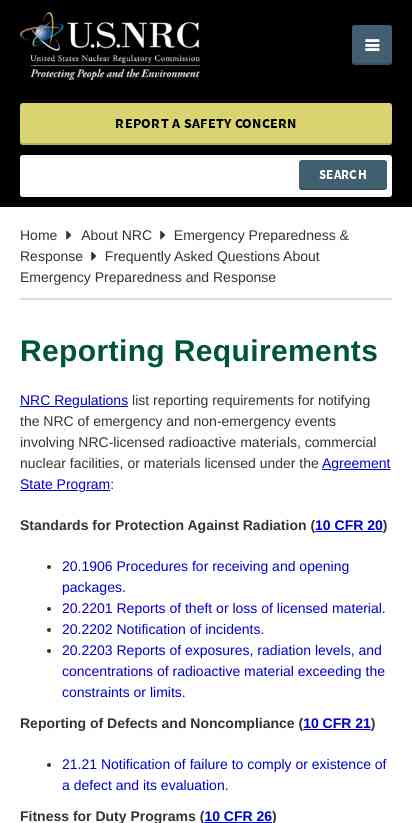 U.S.NRC
United States Nuclear Regulatory Commission
Protecting People and the Environment
REPORT A SAFETY CONCERN
SEARCH
Home About NRC Emergency Preparedness &
Response Frequently Asked Questions About
Emergency Preparedness and Response
Reporting Requirements
NRC Regulations list reporting requirements for notifying
the NRC of emergency and non-emergency events
involving NRC-licensed radioactive materials, commercial
nuclear facilities, or materials licensed under the Agreement
State Program:
Standards for Protection Against Radiation (10 CFR 20)
• 20.1906 Procedures for receiving and opening
packages.
• 20.2201 Reports of theft or loss of licensed material.
• 20.2202 Notification of incidents.
• 20.2203 Reports of exposures, radiation levels, and
concentrations of radioactive material exceeding the
constraints or limits.
Reporting of Defects and Noncompliance (10 CFR 21)
• 21.21 Notification of failure to comply or existence of
a defect and its evaluation.
Fitness for Duty Programs (10 CFR 26)